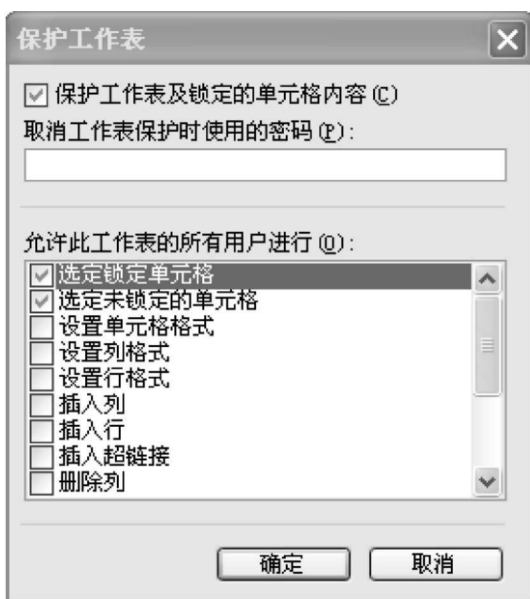 保护工作表
保护工作表及锁定的单元格内容(C)
取消工作表保护时使用的密码(P):
允许此工作表的所有用户进行(O):
选定锁定单元格
选定未锁定的单元格
设置单元格格式
设置列格式
设置行格式
插入列
插入行
插入超链接
删除列
确定
取消